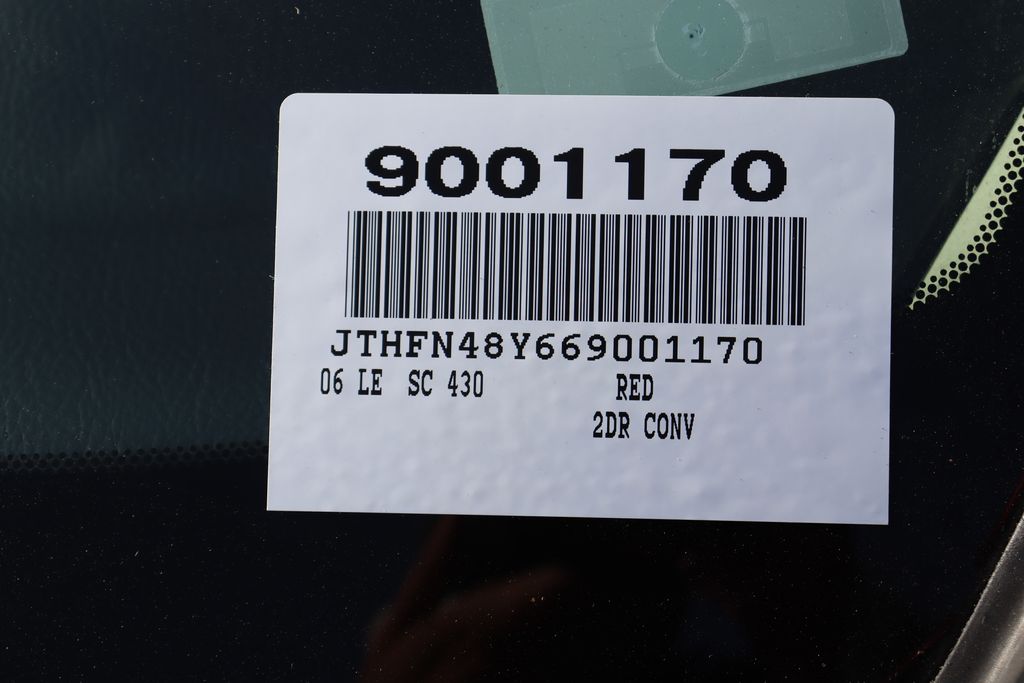 9001170
JTHFN48Y669001170
06 LE SC 430 RED
2DR CONV